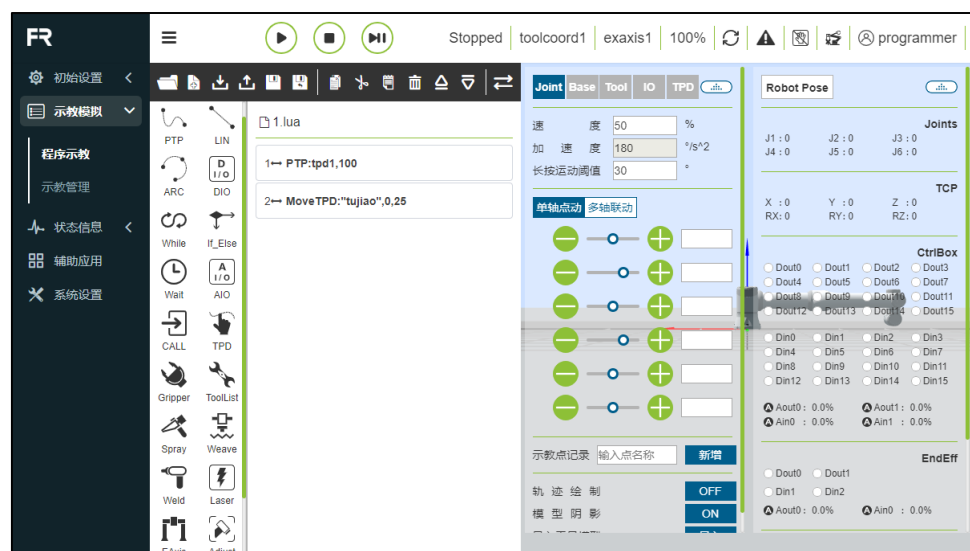 FR
Stopped toolcoord1 exaxis1 100% programmer
初始设置
示教模拟
程序示教
示教管理
状态信息
辅助应用
系统设置
PTP LIN
ARC DIO
While If_Else
Wait AIO
CALL TPD
Gripper ToolList
Spray Weave
Weld Laser
EAxis Adjust
1.lua
1 PTP:tpd1,100
2 MoveTPD:"tujiao",0,25
Joint Base Tool IO TPD
速 度 50 %
加 速 度 180 °/s^2
长按运动阈值 30 °
单轴点动 多轴联动
示教点记录 输入点名称 新增
轨 迹 绘 制 OFF
模 型 阴 影 ON
Robot Pose
Joints
J1 : 0 J2 : 0 J3 : 0
J4 : 0 J5 : 0 J6 : 0
TCP
X : 0 Y : 0 Z : 0
RX: 0 RY: 0 RZ: 0
CtrlBox
Dout0 Dout1 Dout2 Dout3
Dout4 Dout5 Dout6 Dout7
Dout8 Dout9 Dout10 Dout11
Dout12 Dout13 Dout14 Dout15
Din0 Din1 Din2 Din3
Din4 Din5 Din6 Din7
Din8 Din9 Din10 Din11
Din12 Din13 Din14 Din15
A Aout0 : 0.0% A Aout1 : 0.0%
A Ain0 : 0.0% A Ain1 : 0.0%
EndEff
Dout0 Dout1
Din1 Din2
A Aout0 : 0.0% A Ain0 : 0.0%